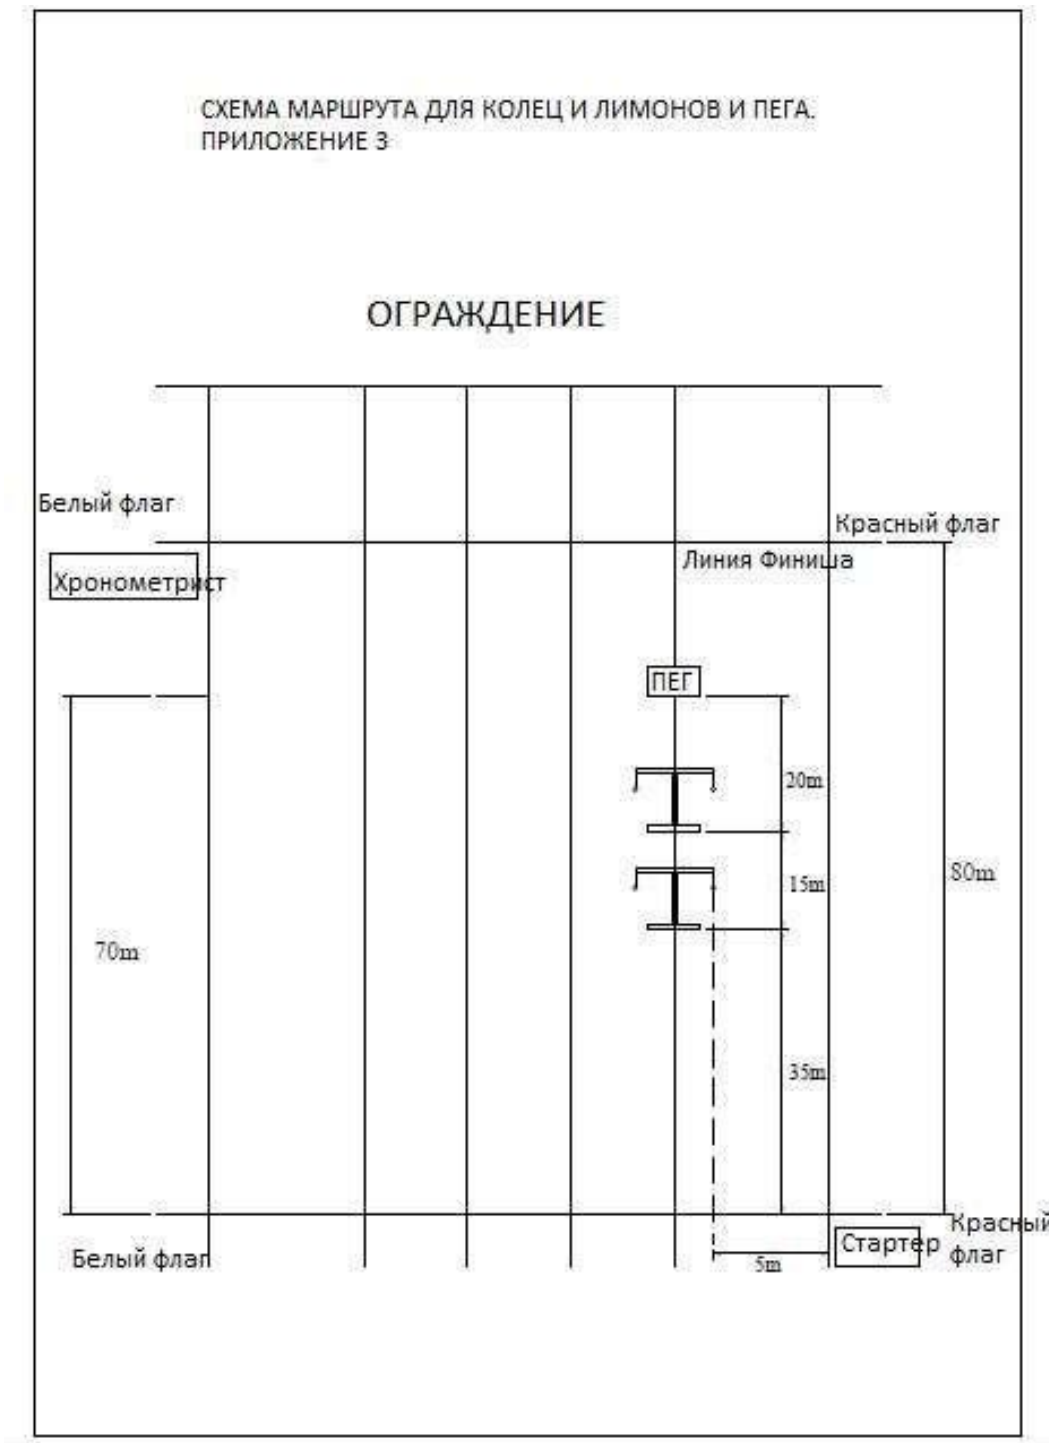 СХЕМА МАРШРУТА ДЛЯ КОЛЕЦ И ЛИМОНОВ И ПЕГА.
ПРИЛОЖЕНИЕ 3
ОГРАЖДЕНИЕ
Белый флаг
Красный флаг
Линия Финиша
Хронометрист
ПЕГ
20m
15m
80m
70m
35m
Красный
флаг
Стартер
Белый флаг
5m